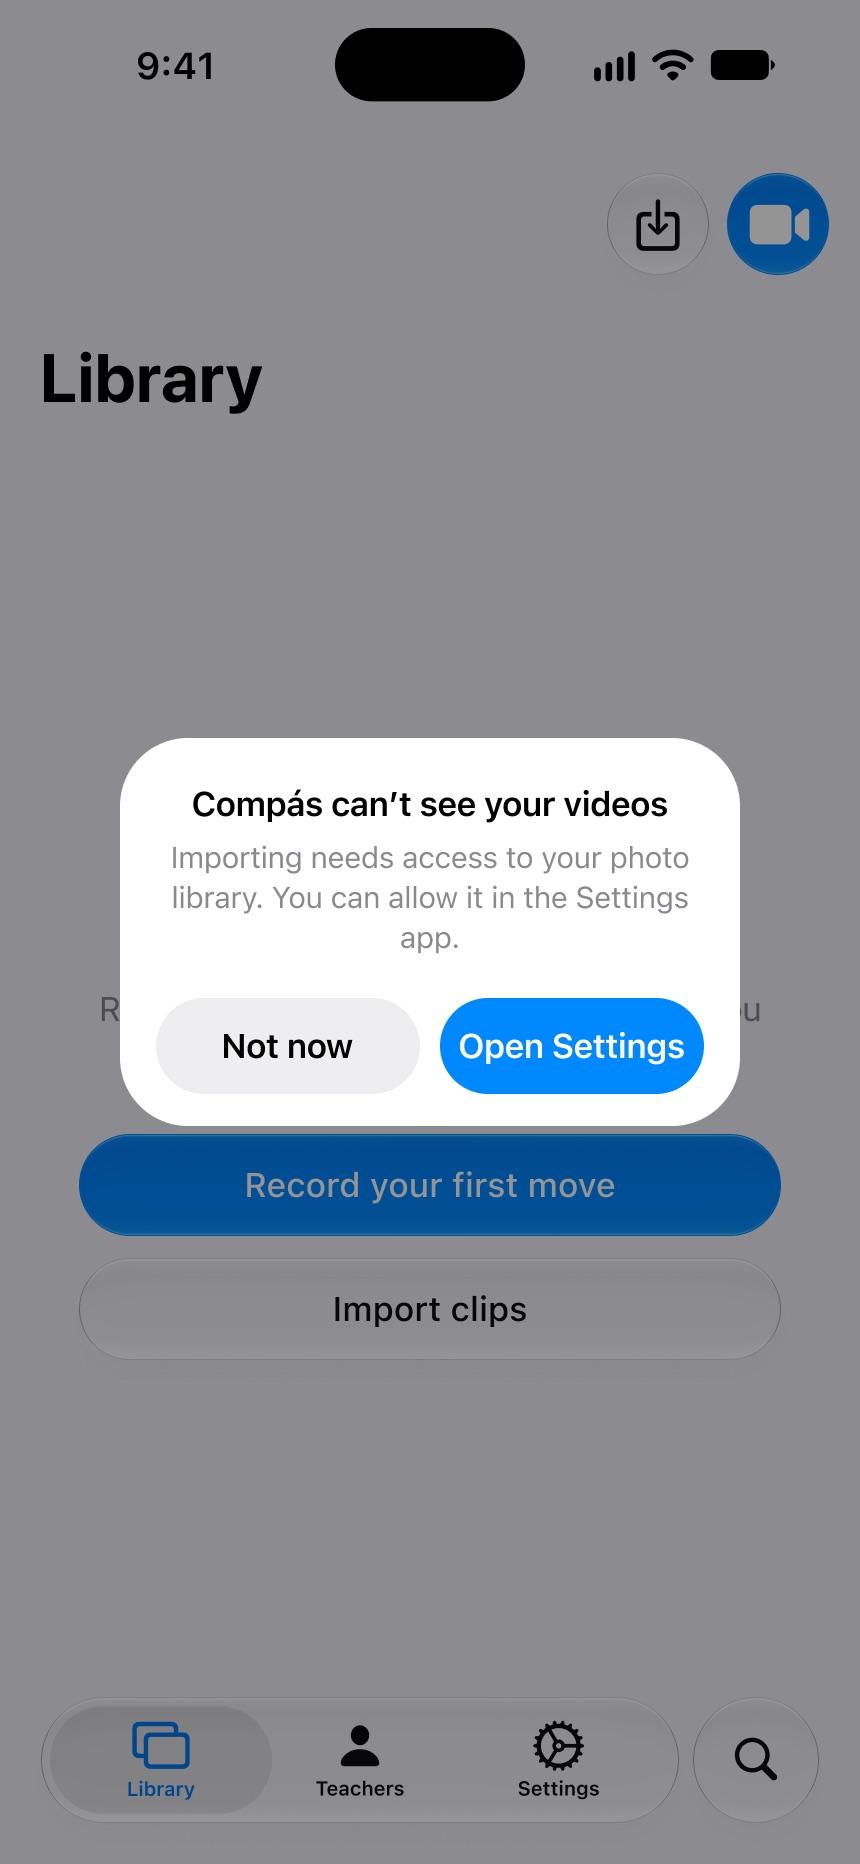 9:41
Library
Compás can’t see your videos
Importing needs access to your photo
library. You can allow it in the Settings
app.
Not now
Open Settings
Record your first move
Import clips
Library
Teachers
Settings